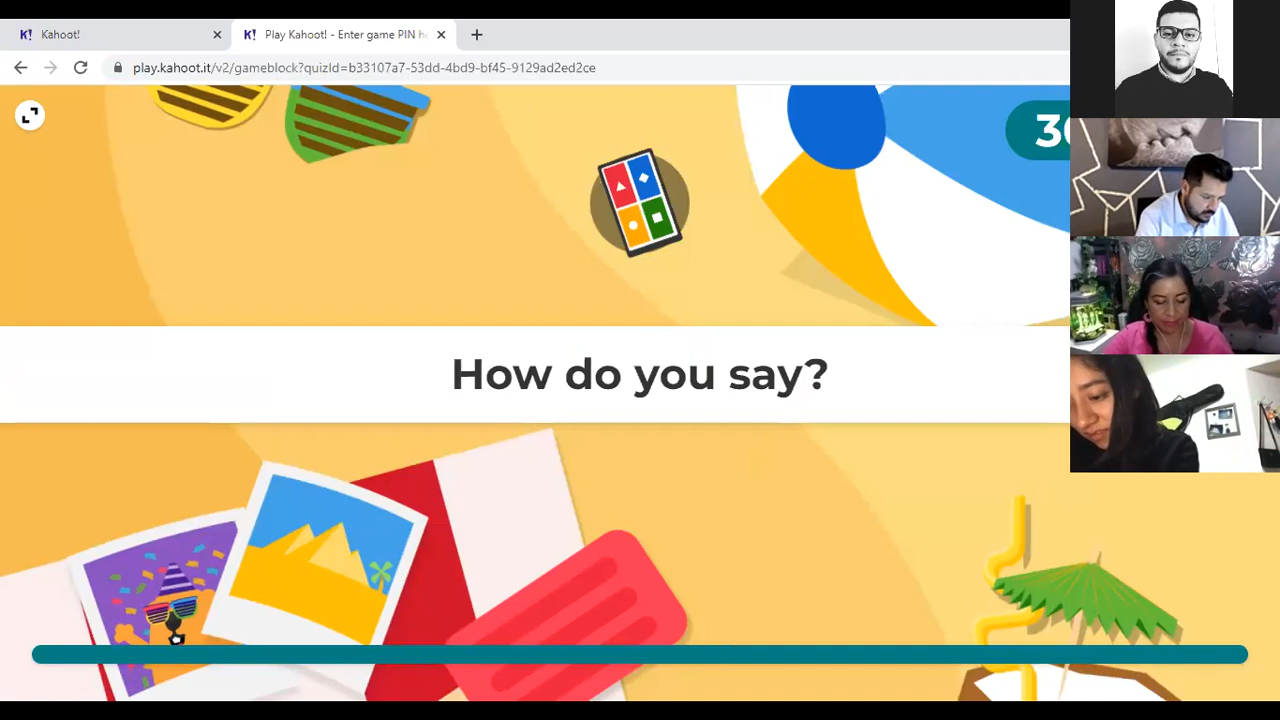 K! Kahoot!
K! Play Kahoot! - Enter game PIN h
play.kahoot.it/v2/gameblock?quizId=b33107a7-53dd-4bd9-bf45-9129ad2ed2ce
30
How do you say?